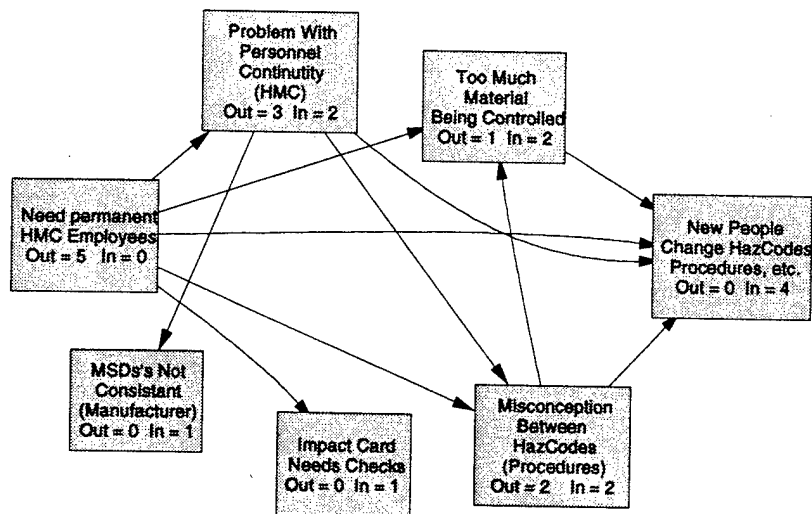 Problem With
Personnel
Continutity
(HMC)
Out = 3 In = 2
Too Much
Material
Being Controlled
Out = 1 In = 2
Need permanent
HMC Employees
Out = 5 In = 0
New People
Change HazCodes
Procedures, etc.
Out = 0 In = 4
MSDs's Not
Consistant
(Manufacturer)
Out = 0 In = 1
Impact Card
Needs Checks
Out = 0 In = 1
Misconception
Between
HazCodes
(Procedures)
Out = 2 In = 2